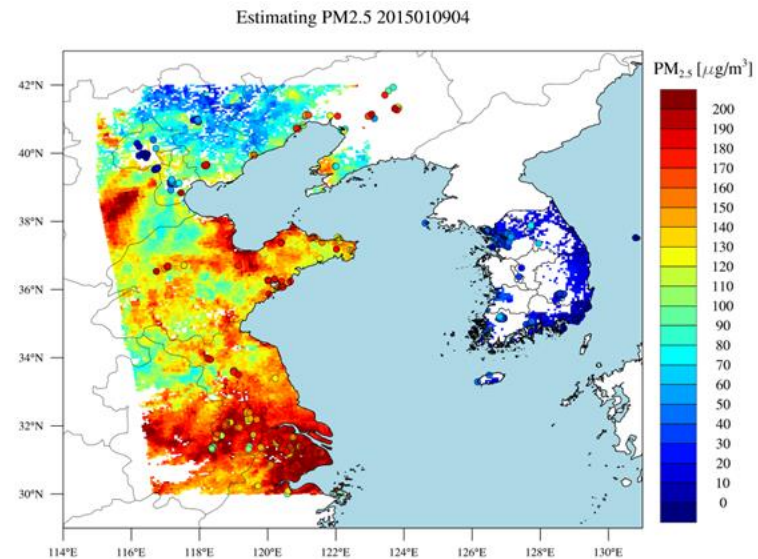 Estimating PM2.5 2015010904
PM2.5 [μg/m³]
42°N
40°N
38°N
36°N
34°N
32°N
30°N
200
190
180
170
160
150
140
130
120
110
100
90
80
70
60
50
40
30
20
10
0
114°E 116°E 118°E 120°E 122°E 124°E 126°E 128°E 130°E